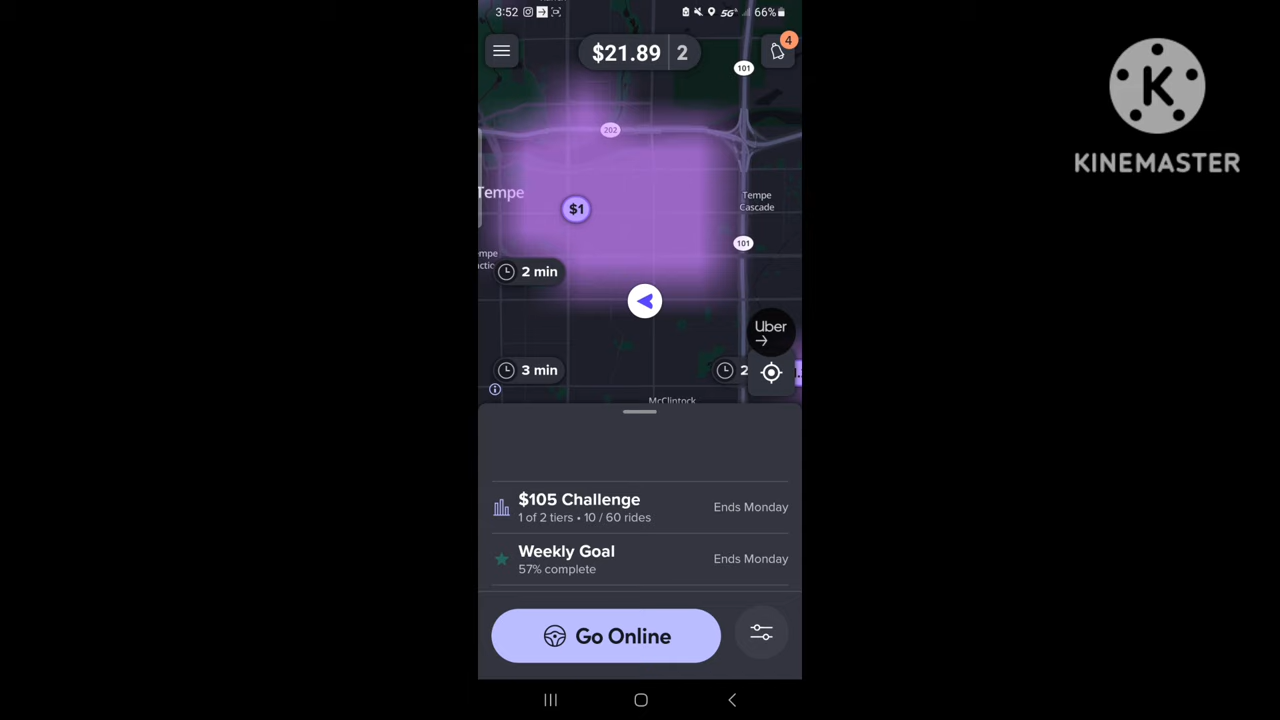 3:52
5G
66%
$21.89 2
4
101
K
KINEMASTER
202
Tempe
Tempe
Cascade
$1
101
2 min
Uber
3 min
2
McClintock
$105 Challenge
Ends Monday
1 of 2 tiers • 10 / 60 rides
Weekly Goal
Ends Monday
57% complete
Go Online